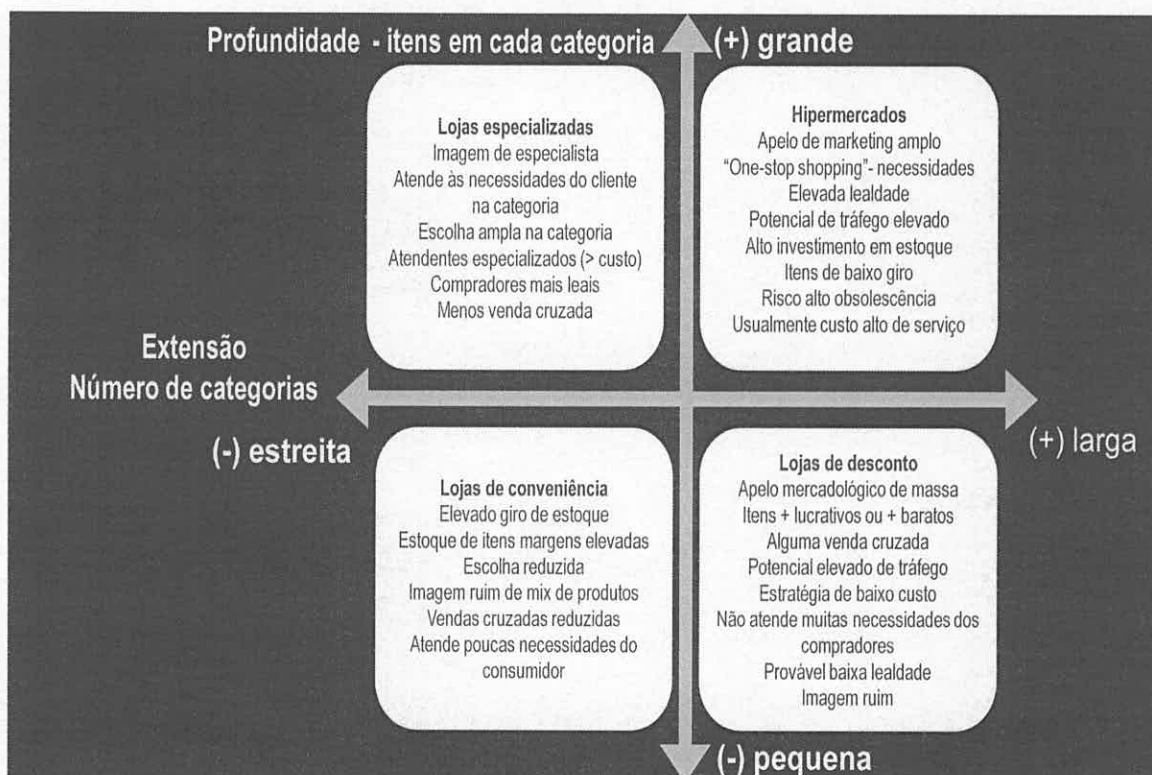 Profundidade - itens em cada categoria
(+) grande
Lojas especializadas
Imagem de especialista
Atende às necessidades do cliente
na categoria
Escolha ampla na categoria
Atendentes especializados (> custo)
Compradores mais leais
Menos venda cruzada
Hipermercados
Apelo de marketing amplo
“One-stop shopping”- necessidades
Elevada lealdade
Potencial de tráfego elevado
Alto investimento em estoque
Itens de baixo giro
Risco alto obsolescência
Usualmente custo alto de serviço
Extensão
Número de categorias
(-) estreita
(+) larga
Lojas de conveniência
Elevado giro de estoque
Estoque de itens margens elevadas
Escolha reduzida
Imagem ruim de mix de produtos
Vendas cruzadas reduzidas
Atende poucas necessidades do
consumidor
Lojas de desconto
Apelo mercadológico de massa
Itens + lucrativos ou + baratos
Alguma venda cruzada
Potencial elevado de tráfego
Estratégia de baixo custo
Não atende muitas necessidades dos
compradores
Provável baixa lealdade
Imagem ruim
(-) pequena